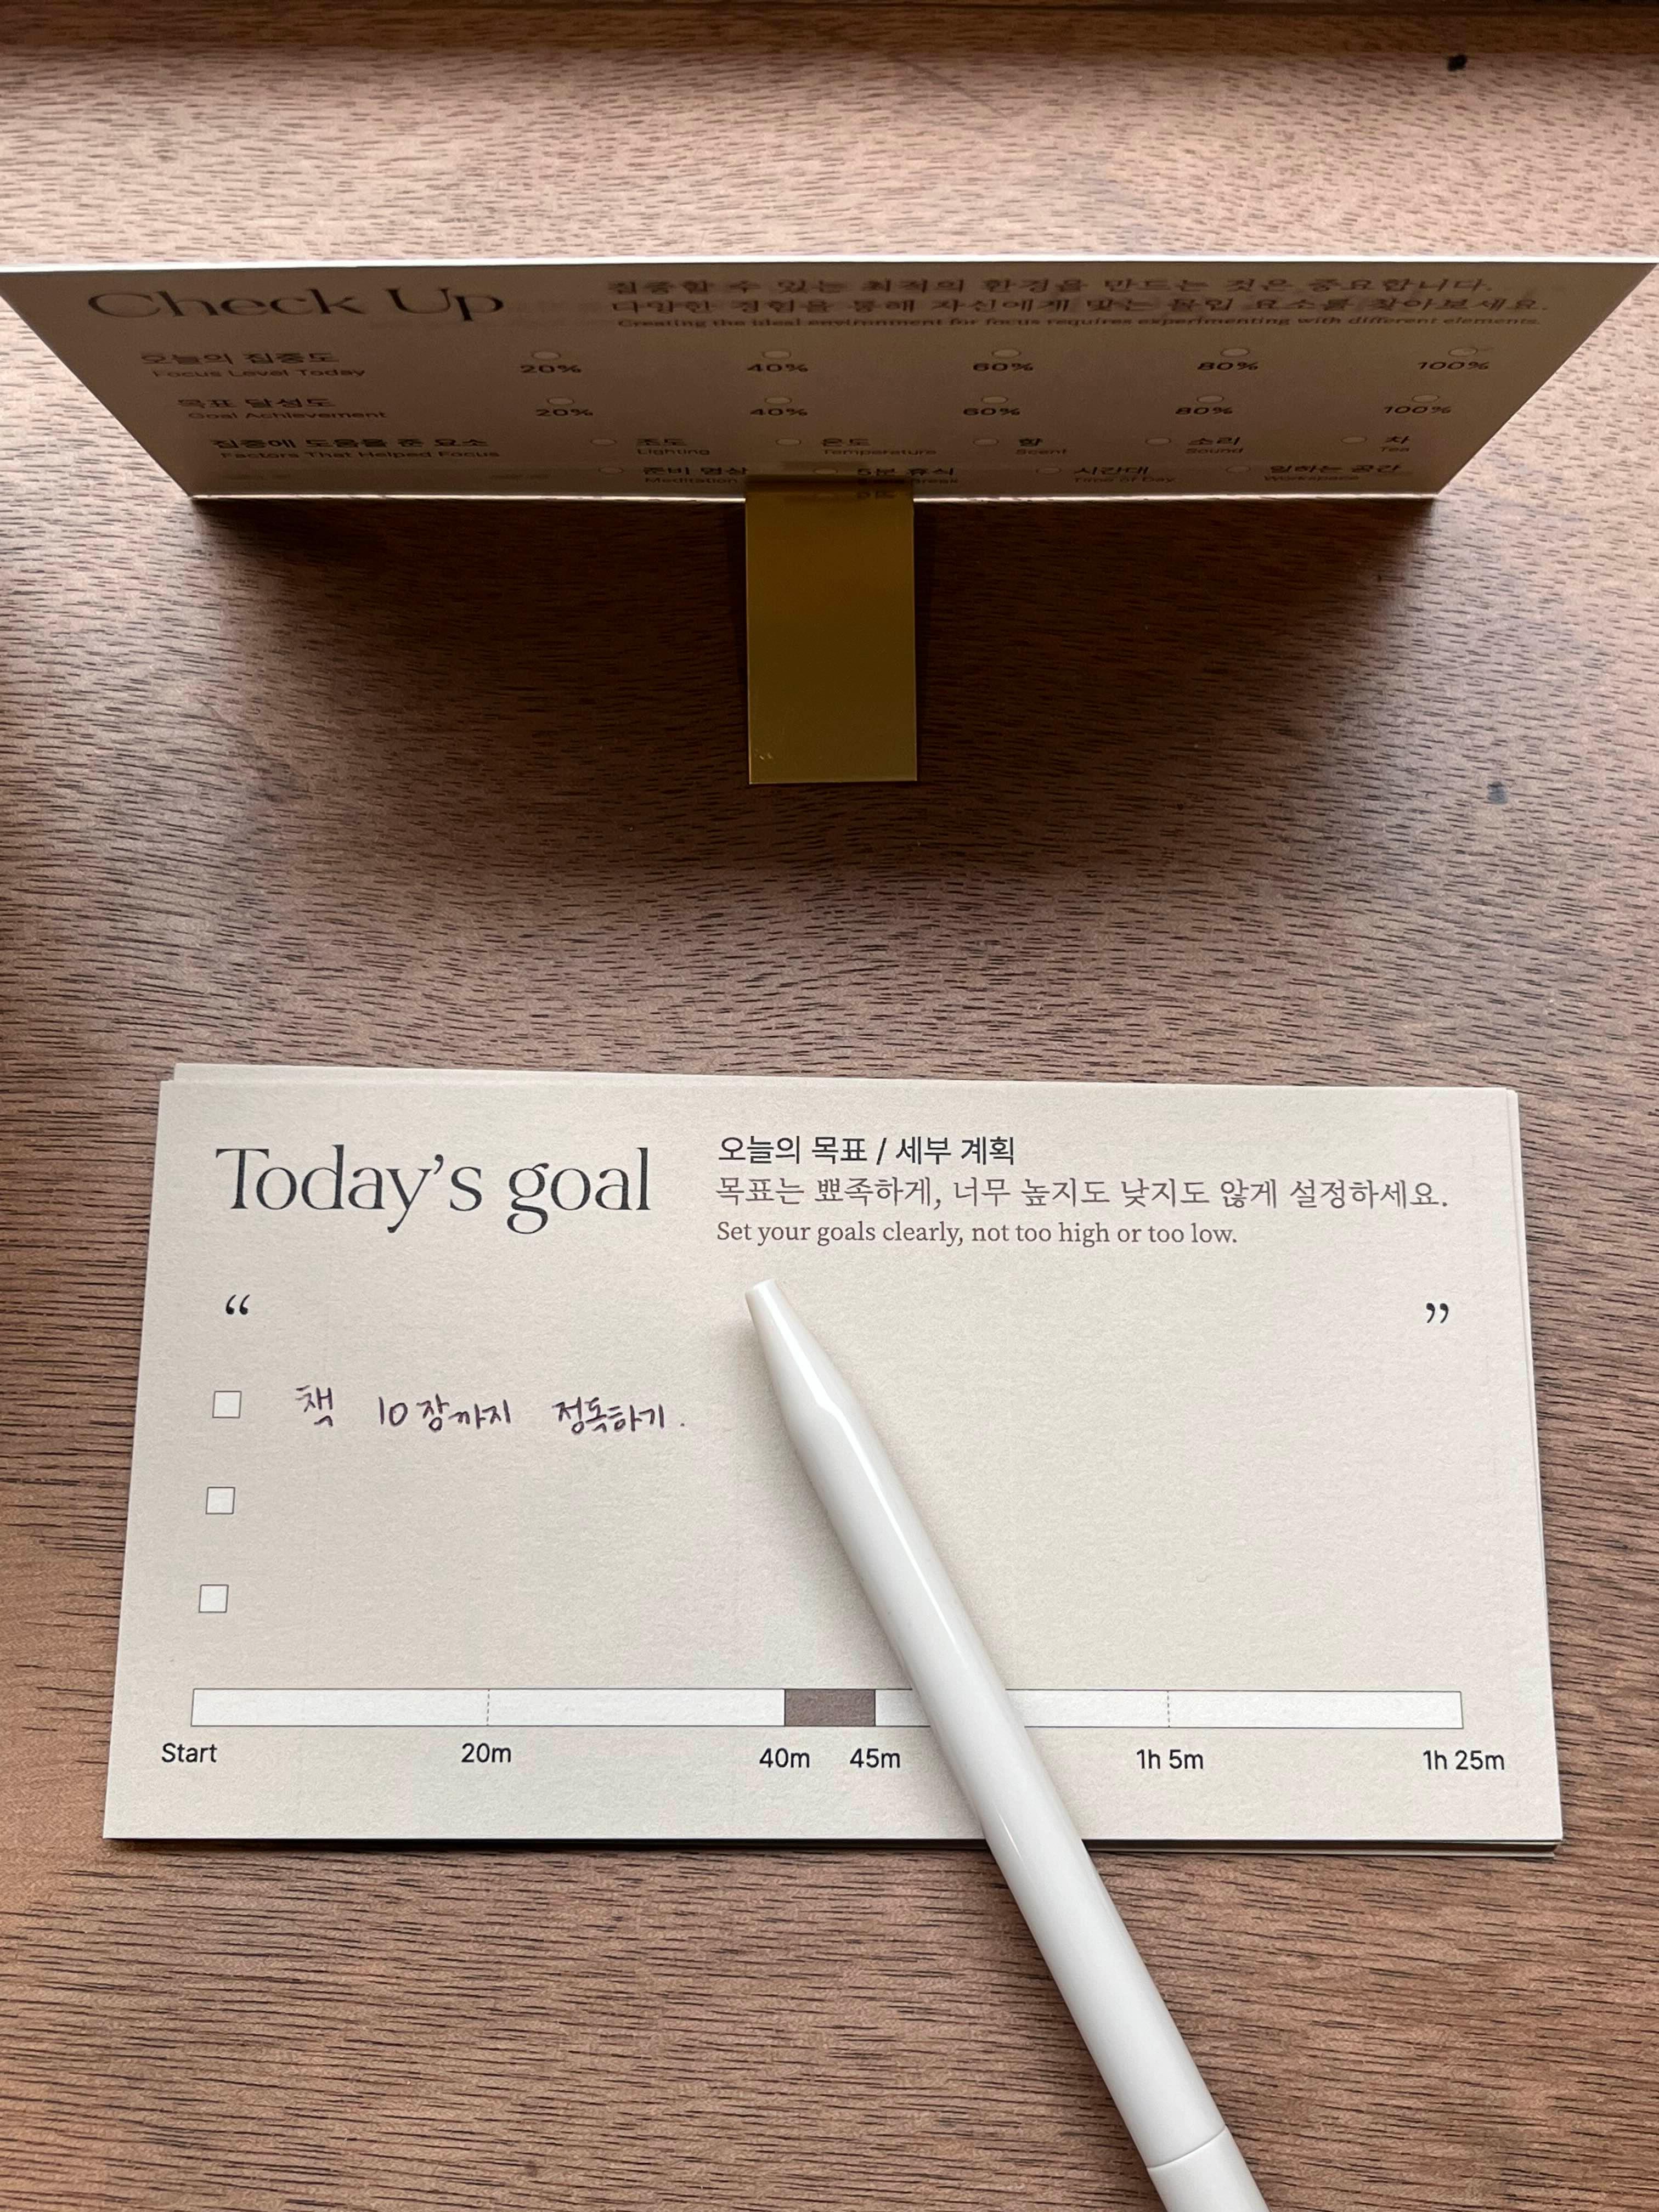 Check Up
집중할 수 있는 최적의 환경을 만드는 것은 중요합니다.
다양한 경험을 통해 자신에게 맞는 몰입 요소를 찾아보세요.
Creating the ideal environment for focus requires experimenting with different elements.
오늘의 집중도
Focus Level Today
20% 40% 60% 80% 100%
목표 달성도
Goal Achievement
20% 40% 60% 80% 100%
집중에 도움을 준 요소
Factors That Helped Focus
조도 온도 향 소리 차
Lighting Temperature Scent Sound Tea
준비 명상 5분 휴식 시간대 일하는 공간
Meditation Time of Day Workspace
Today's goal
오늘의 목표 / 세부 계획
목표는 뾰족하게, 너무 높지도 낮지도 않게 설정하세요.
Set your goals clearly, not too high or too low.
“ ”
책 10장까지 정독하기.
Start 20m 40m 45m 1h 5m 1h 25m